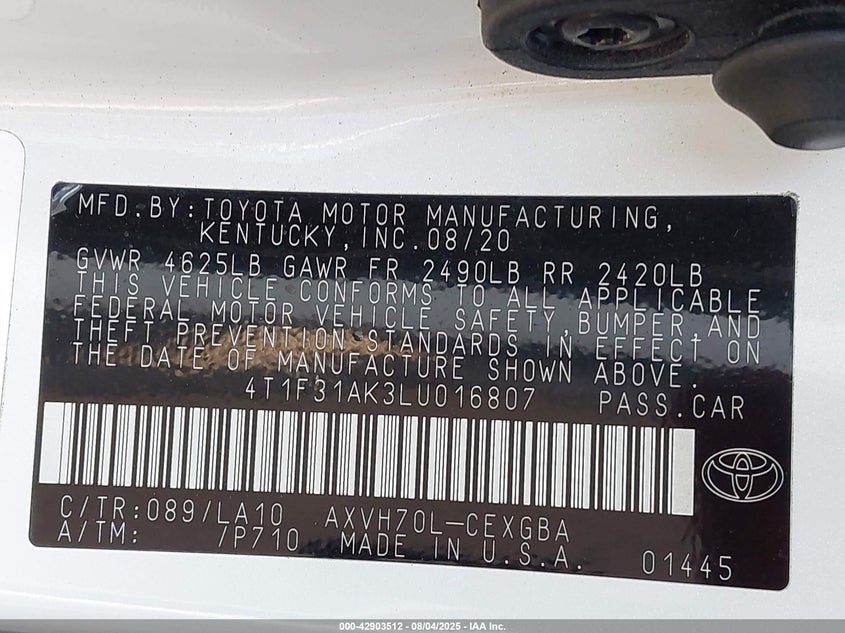 MFD.BY:TOYOTA MOTOR MANUFACTURING,
KENTUCKY,INC.08/20
GVWR 4625LB GAWR FR 2490LB RR 2420LB
THIS VEHICLE CONFORMS TO ALL APPLICABLE
FEDERAL MOTOR VEHICLE SAFETY,BUMPER,AND
THEFT PREVENTION STANDARDS IN EFFECT ON
THE DATE OF MANUFACTURE SHOWN ABOVE.
4T1F31AK3LU016807 PASS.CAR
C/TR:089/LA10 AXVH70L-CEXGBA
A/TM: /P710 MADE IN U.S.A. 01445
000-42903512 - 08/04/2025 - IAA Inc.